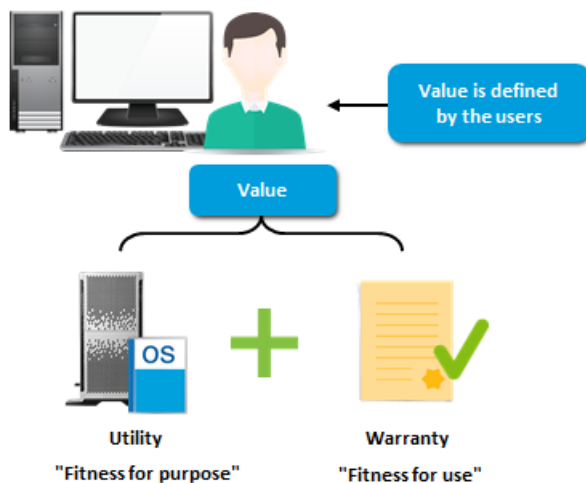 Value is defined
by the users
Value
OS
Utility
Warranty
"Fitness for purpose"
"Fitness for use"